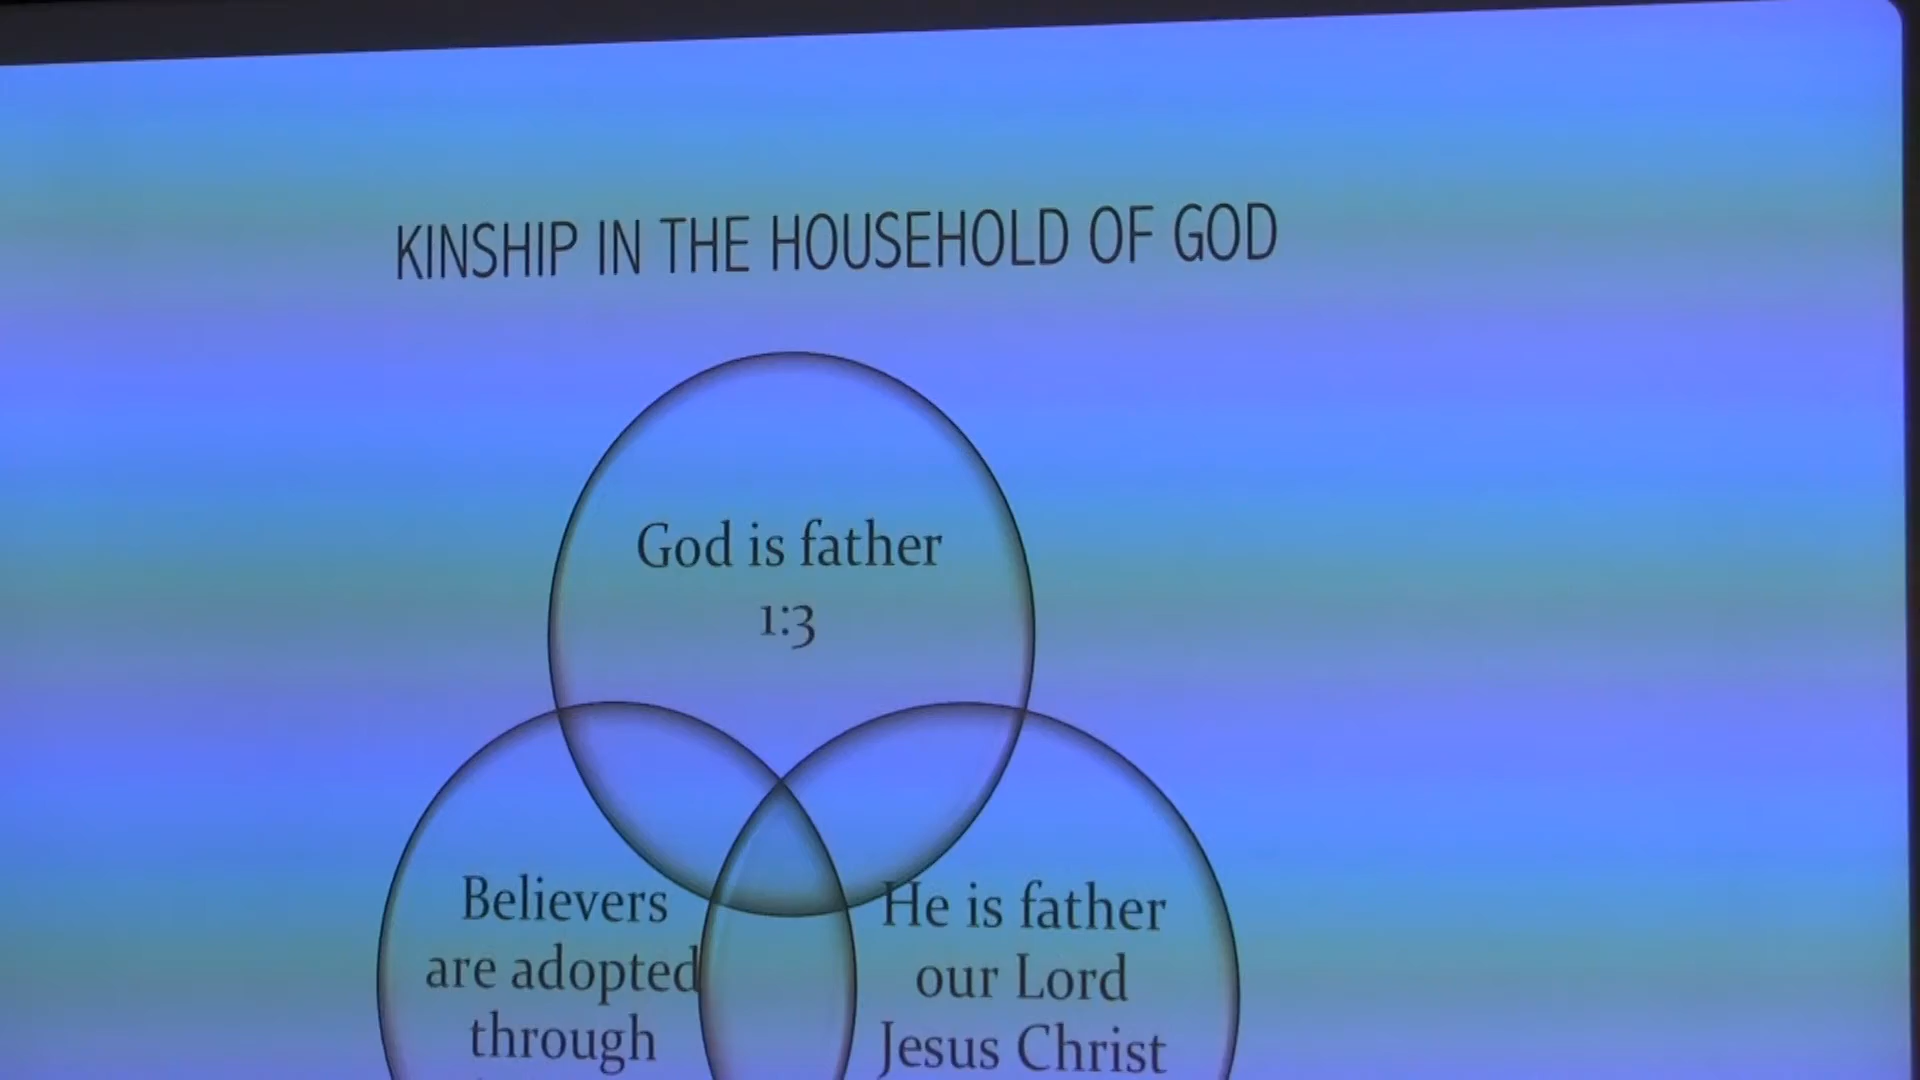 KINSHIP IN THE HOUSEHOLD OF GOD
God is father
1:3
Believers
are adopted
through
He is father
our Lord
Jesus Christ